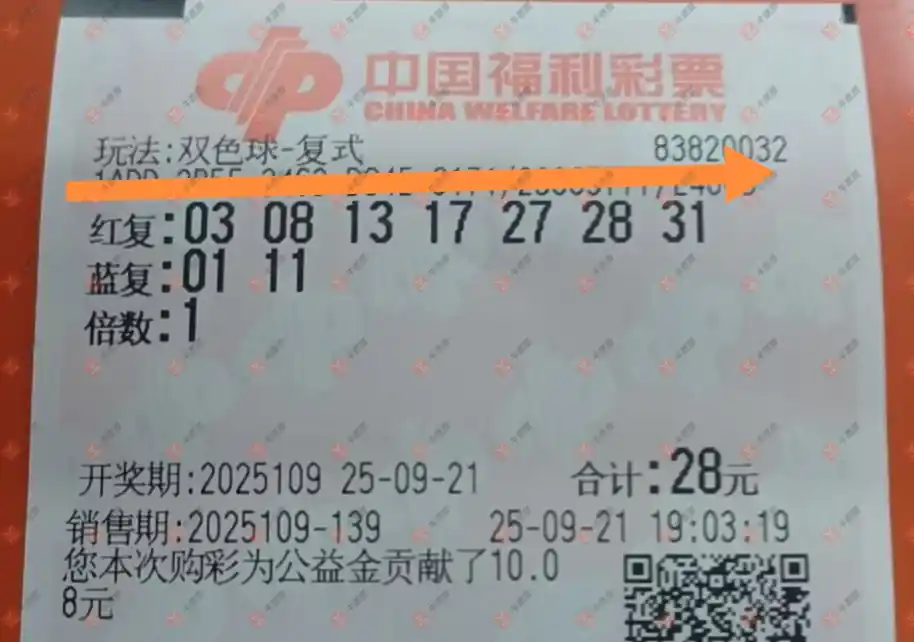 中国福利彩票
CHINA WELFARE LOTTERY
玩法:双色球-复式 83820032
红复:03 08 13 17 27 28 31
蓝复:01 11
倍数:1
开奖期:2025109 25-09-21 合计:28元
销售期:2025109-139 25-09-21 19:03:19
您本次购彩为公益金贡献了10.0
8元